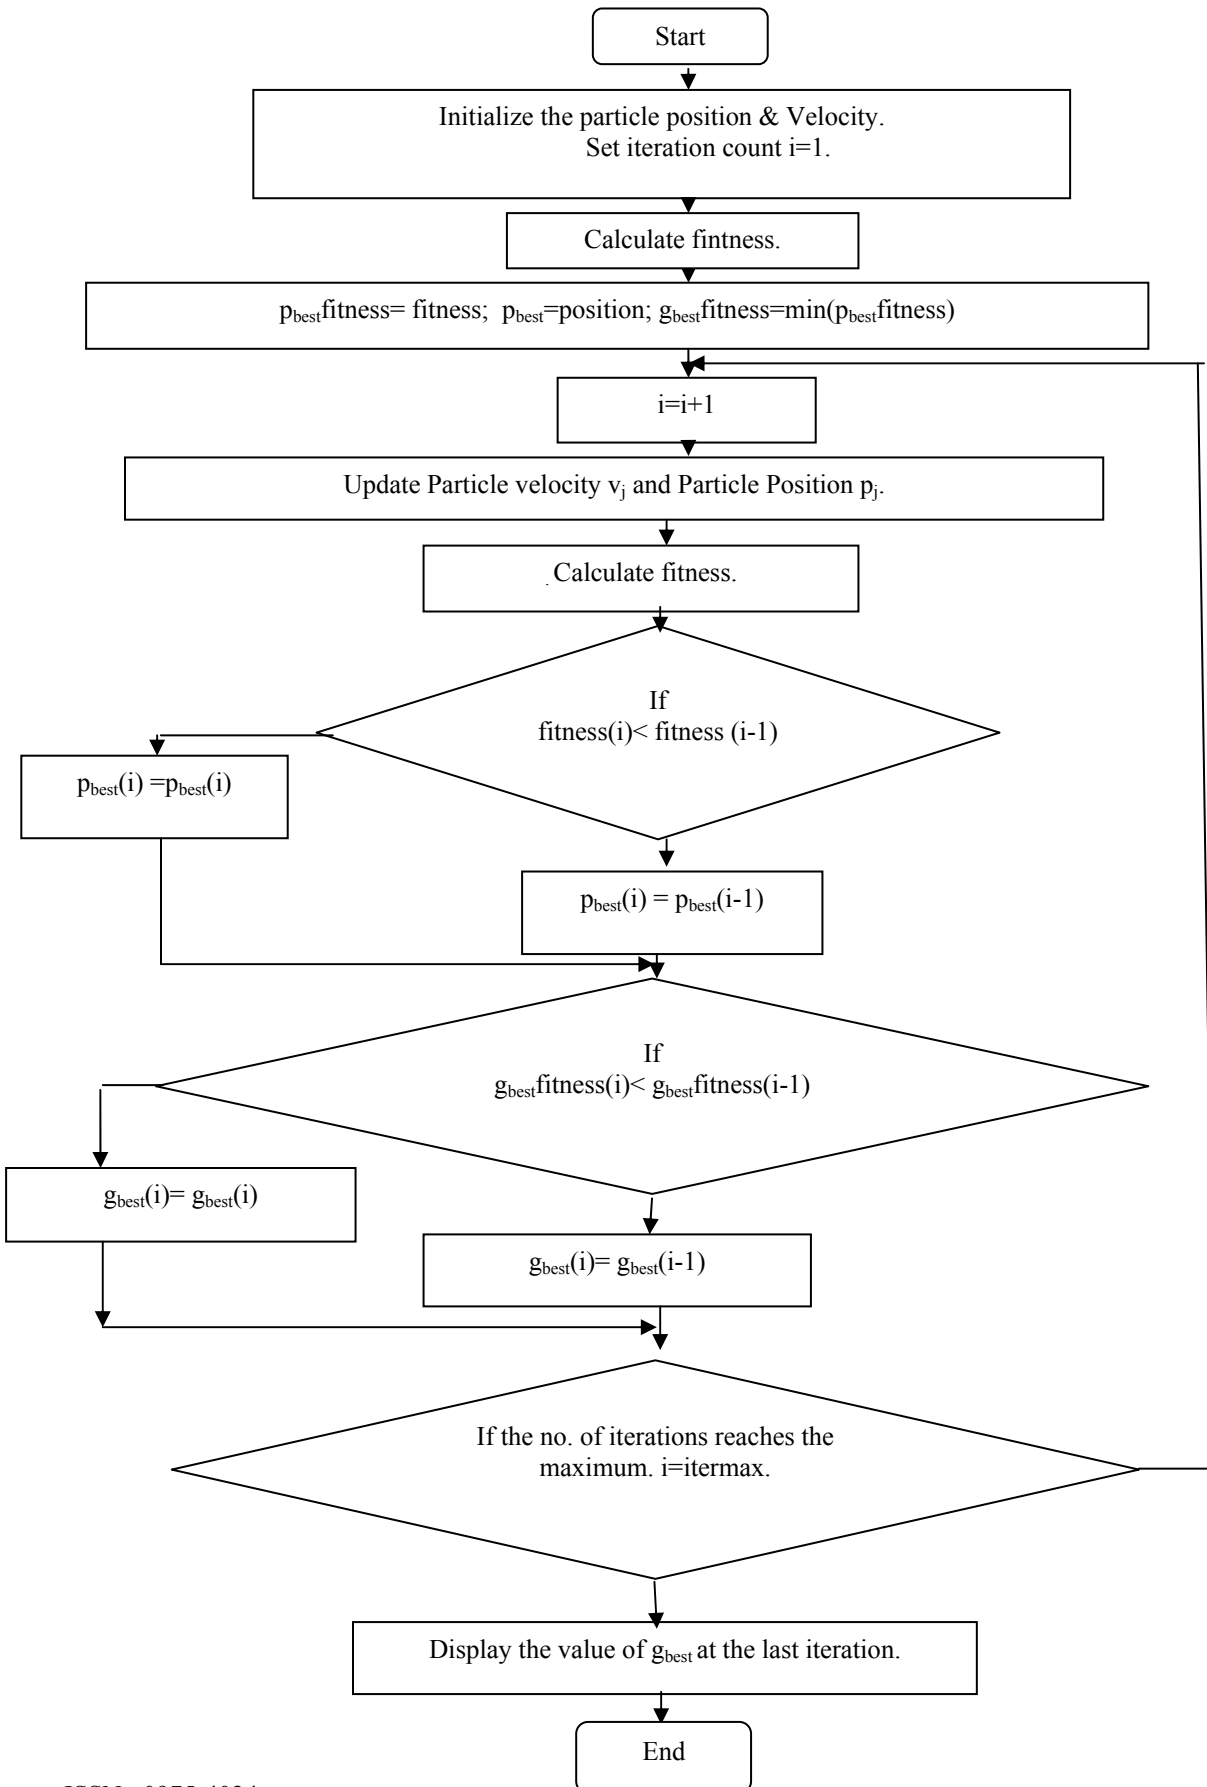 Start
Initialize the particle position & Velocity.
Set iteration count i=1.
Calculate fintness.
pbestfitness= fitness; pbest=position; gbestfitness=min(pbestfitness)
i=i+1
Update Particle velocity vj and Particle Position pj.
Calculate fitness.
If
fitness(i)< fitness (i-1)
pbest(i) =pbest(i)
pbest(i) = pbest(i-1)
If
gbestfitness(i)< gbestfitness(i-1)
gbest(i)= gbest(i)
gbest(i)= gbest(i-1)
If the no. of iterations reaches the
maximum. i=itermax.
Display the value of gbest at the last iteration.
End